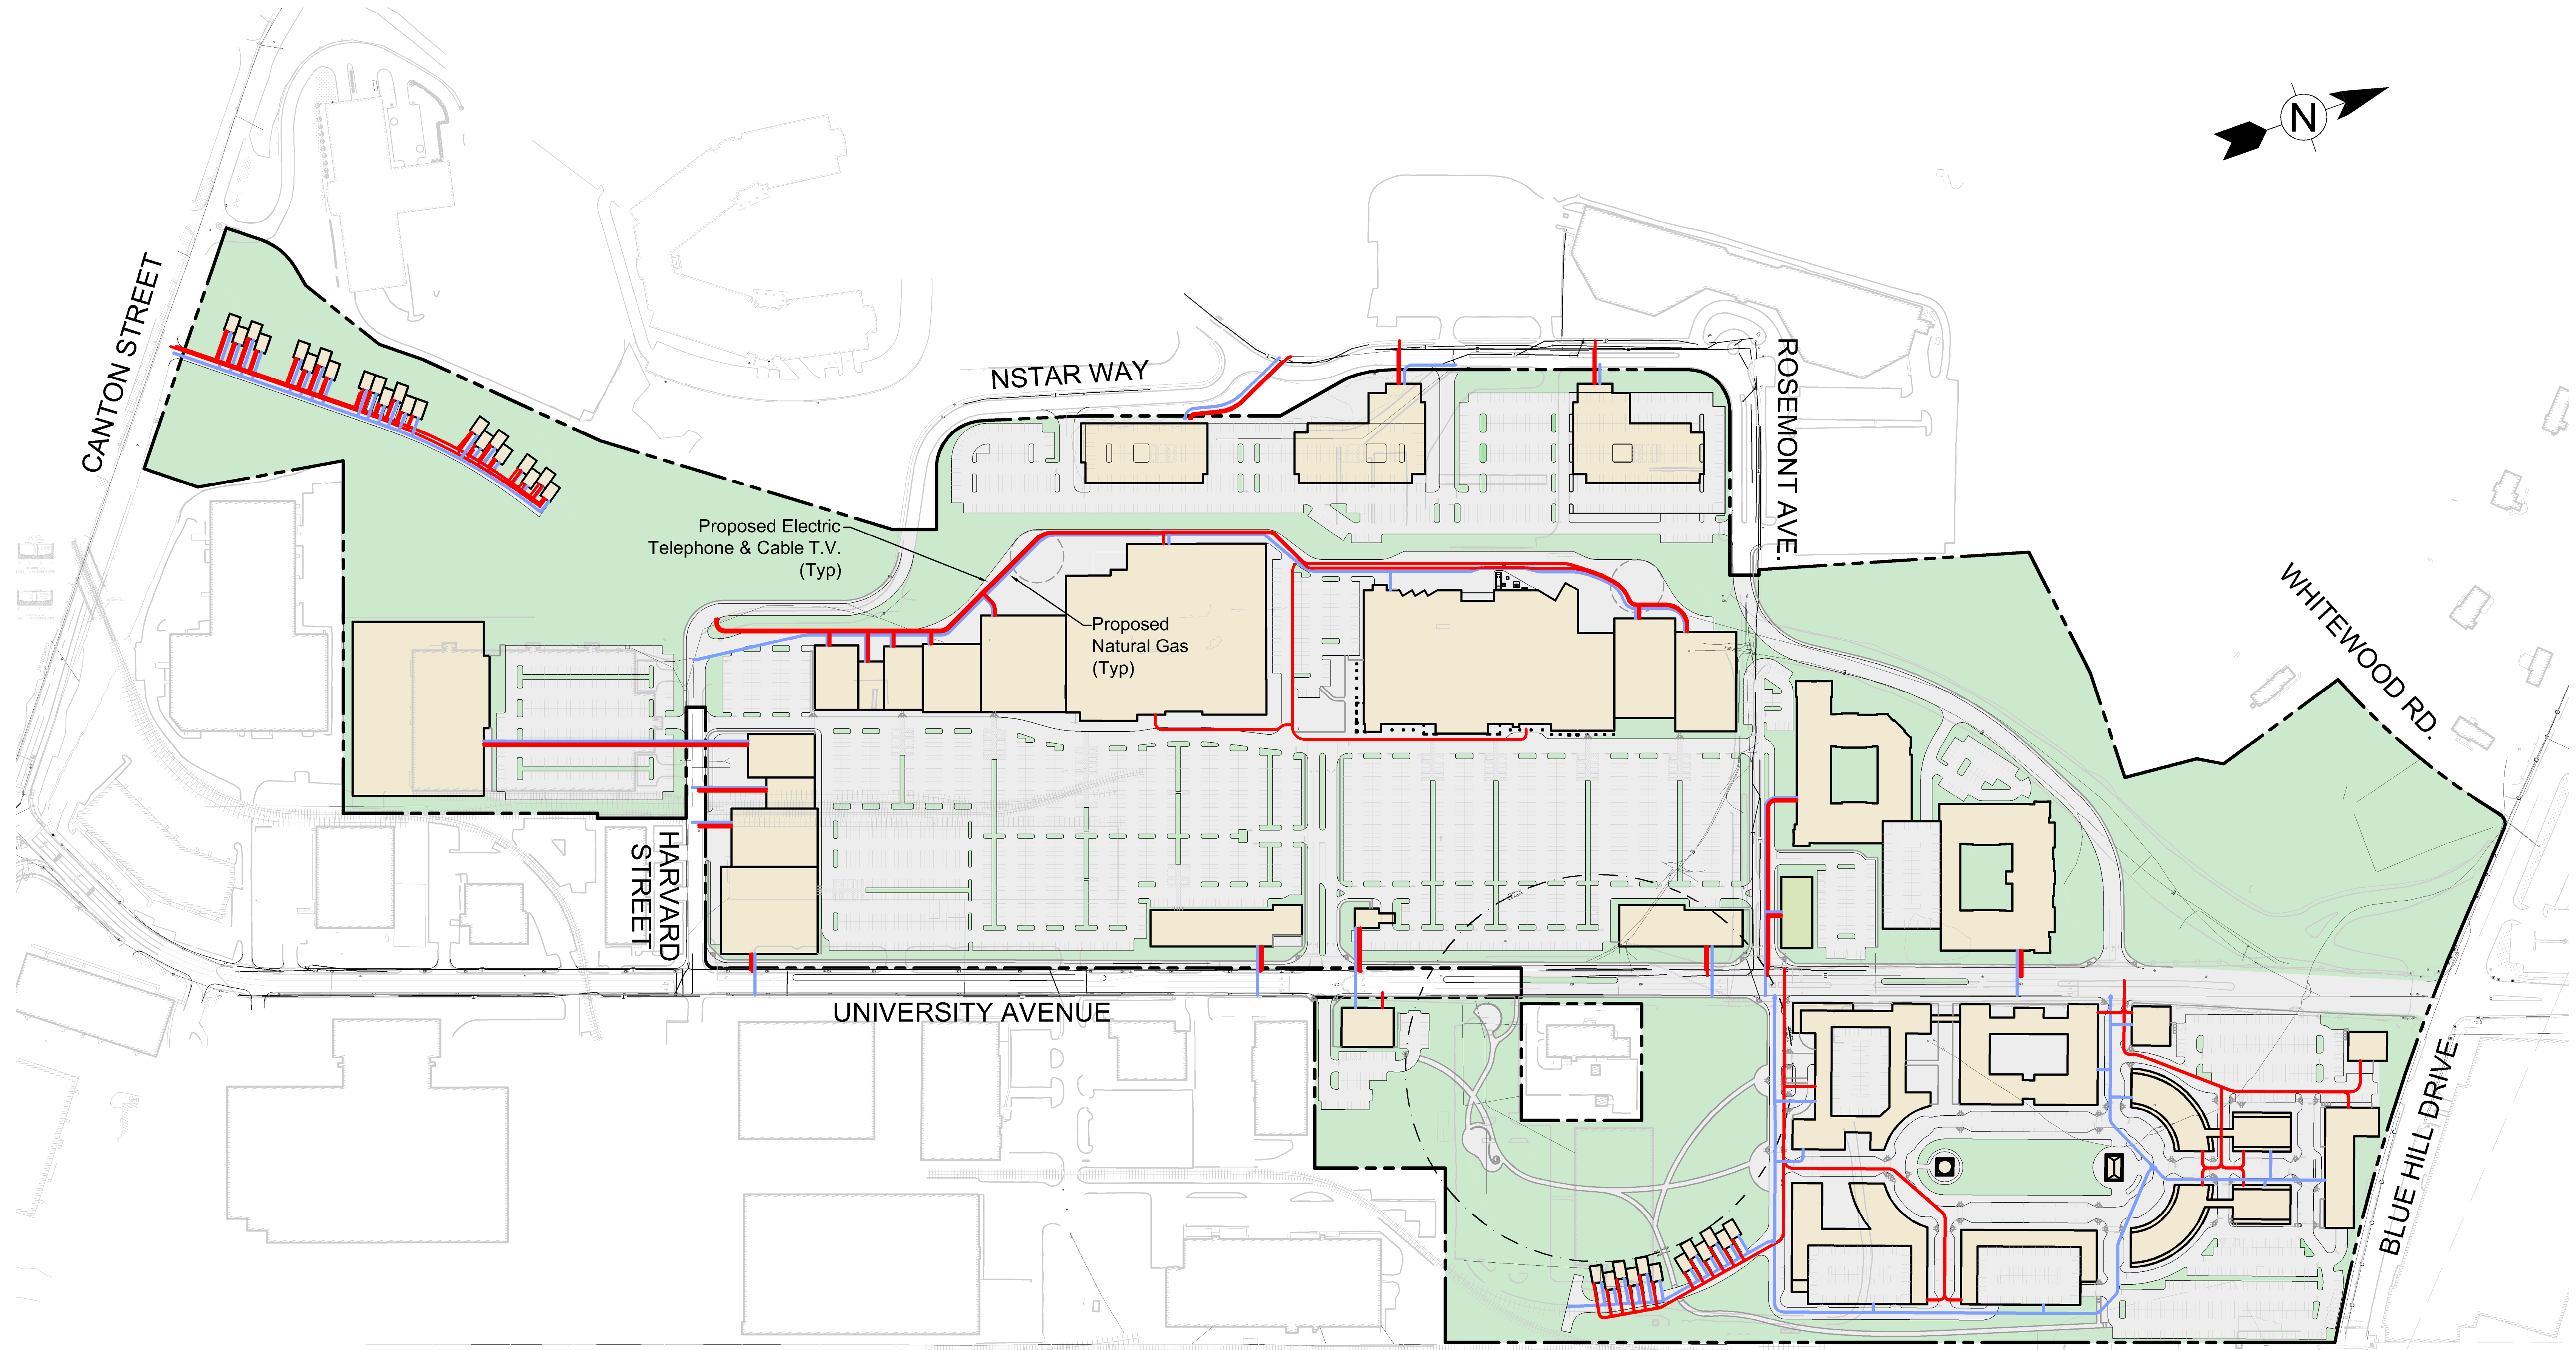 N
CANTON STREET
NSTAR WAY
ROSEMONT AVE.
WHITEWOOD RD.
Proposed Electric
Telephone & Cable T.V.
(Typ)
Proposed
Natural Gas
(Typ)
HARVARD
STREET
UNIVERSITY AVENUE
BLUE HILL DRIVE